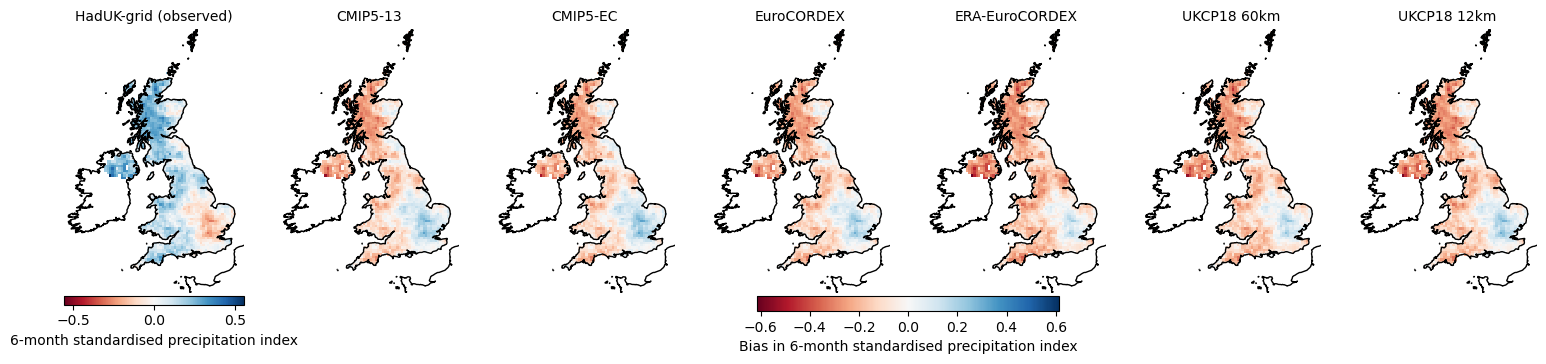 HadUK-grid (observed)
CMIP5-13
CMIP5-EC
EuroCORDEX
ERA-EuroCORDEX
UKCP18 60km
UKCP18 12km
−0.5 0.0 0.5
6-month standardised precipitation index
−0.6 −0.4 −0.2 0.0 0.2 0.4 0.6
Bias in 6-month standardised precipitation index